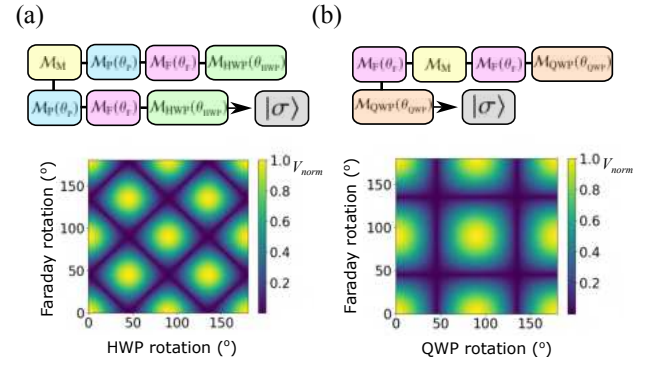 (a)
(b)
ℳ_M ℳ_P(θ_P) ℳ_F(θ_F) ℳ_HWP(θ_HWP)
ℳ_P(θ_P) ℳ_F(θ_F) ℳ_HWP(θ_HWP) |σ⟩
ℳ_F(θ_F) ℳ_M ℳ_F(θ_F) ℳ_QWP(θ_QWP)
ℳ_QWP(θ_QWP) |σ⟩
Faraday rotation (°)
150
100
50
0
0 50 100 150
HWP rotation (°)
1.0 V_norm
0.8
0.6
0.4
0.2
Faraday rotation (°)
150
100
50
0
0 50 100 150
QWP rotation (°)
1.0 V_norm
0.8
0.6
0.4
0.2